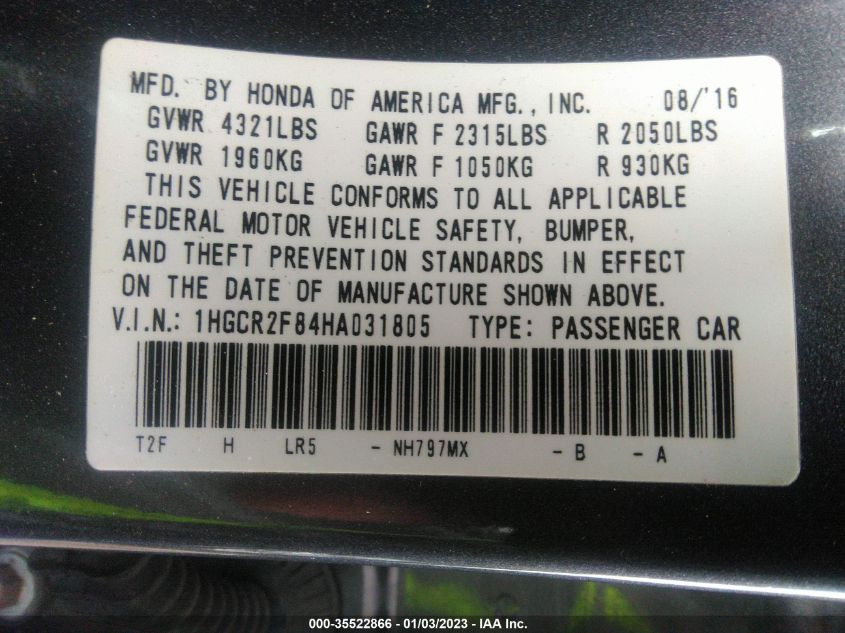 MFD. BY HONDA OF AMERICA MFG., INC. 08/'16
GVWR 4321LBS GAWR F 2315LBS R 2050LBS
GVWR 1960KG GAWR F 1050KG R 930KG
THIS VEHICLE CONFORMS TO ALL APPLICABLE
FEDERAL MOTOR VEHICLE SAFETY, BUMPER,
AND THEFT PREVENTION STANDARDS IN EFFECT
ON THE DATE OF MANUFACTURE SHOWN ABOVE.
V.I.N.: 1HGCR2F84HA031805 TYPE: PASSENGER CAR
T2F H LR5 - NH797MX - B - A
000-35522866 - 01/03/2023 - IAA Inc.